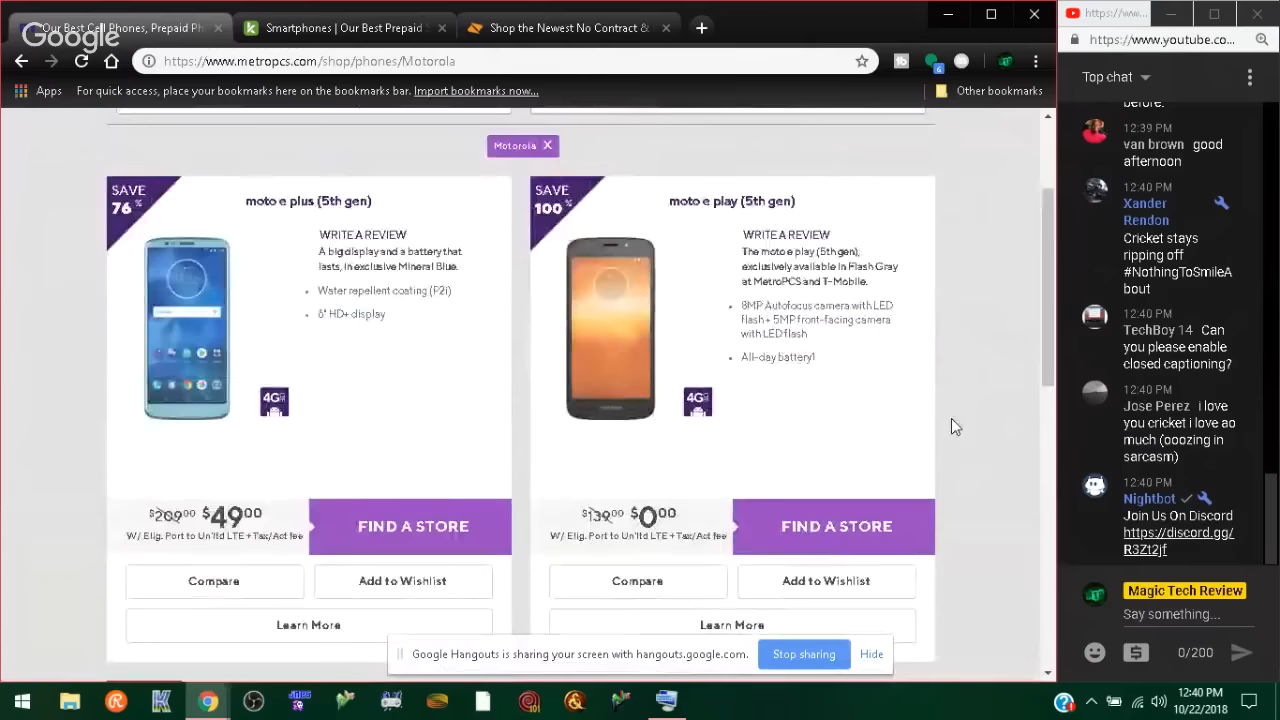 Our Best Cell Phones, Prepaid Ph
Smartphones | Our Best Prepaid S
Shop the Newest No Contract &
https://www...
Google
https://www.metropcs.com/shop/phones/Motorola
https://www.youtube.co...
Apps
For quick access, place your bookmarks here on the bookmarks bar. Import bookmarks now...
Other bookmarks
Top chat
Motorola X
SAVE
76%
moto e plus (5th gen)
WRITE A REVIEW
A big display and a battery that
lasts, in exclusive Mineral Blue.
Water repellent coating (P2i)
6" HD+ display
4G
$209.00 $49.00
W/ Elig. Port to Un'ltd LTE + Tax/Act fee
FIND A STORE
Compare
Add to Wishlist
Learn More
SAVE
100%
moto e play (5th gen)
WRITE A REVIEW
The moto e play (5th gen),
exclusively available in Flash Gray
at MetroPCS and T-Mobile.
8MP Autofocus camera with LED
flash + 5MP front-facing camera
with LED flash
All-day battery1
4G
$139.00 $0.00
W/ Elig. Port to Un'ltd LTE + Tax/Act fee
FIND A STORE
Compare
Add to Wishlist
Learn More
Google Hangouts is sharing your screen with hangouts.google.com.
Stop sharing
Hide
before.
12:39 PM
van brown good
afternoon
12:40 PM
Xander
Rendon
Cricket stays
ripping off
#NothingToSmileA
bout
12:40 PM
TechBoy 14 Can
you please enable
closed captioning?
12:40 PM
Jose Perez i love
you cricket i love ao
much (ooozing in
sarcasm)
12:40 PM
Nightbot
Join Us On Discord
https://discord.gg/
R3Zt2jf
Magic Tech Review
Say something...
0/200
12:40 PM
10/22/2018